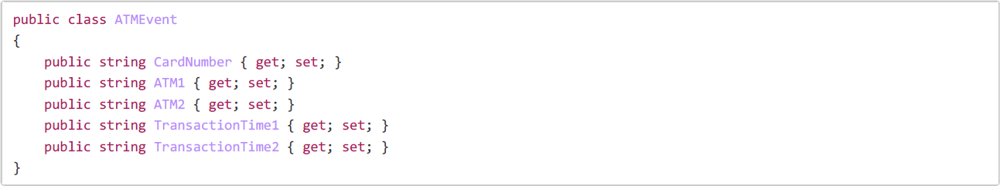 public class ATMEvent
{
    public string CardNumber { get; set; }
    public string ATM1 { get; set; }
    public string ATM2 { get; set; }
    public string TransactionTime1 { get; set; }
    public string TransactionTime2 { get; set; }
}